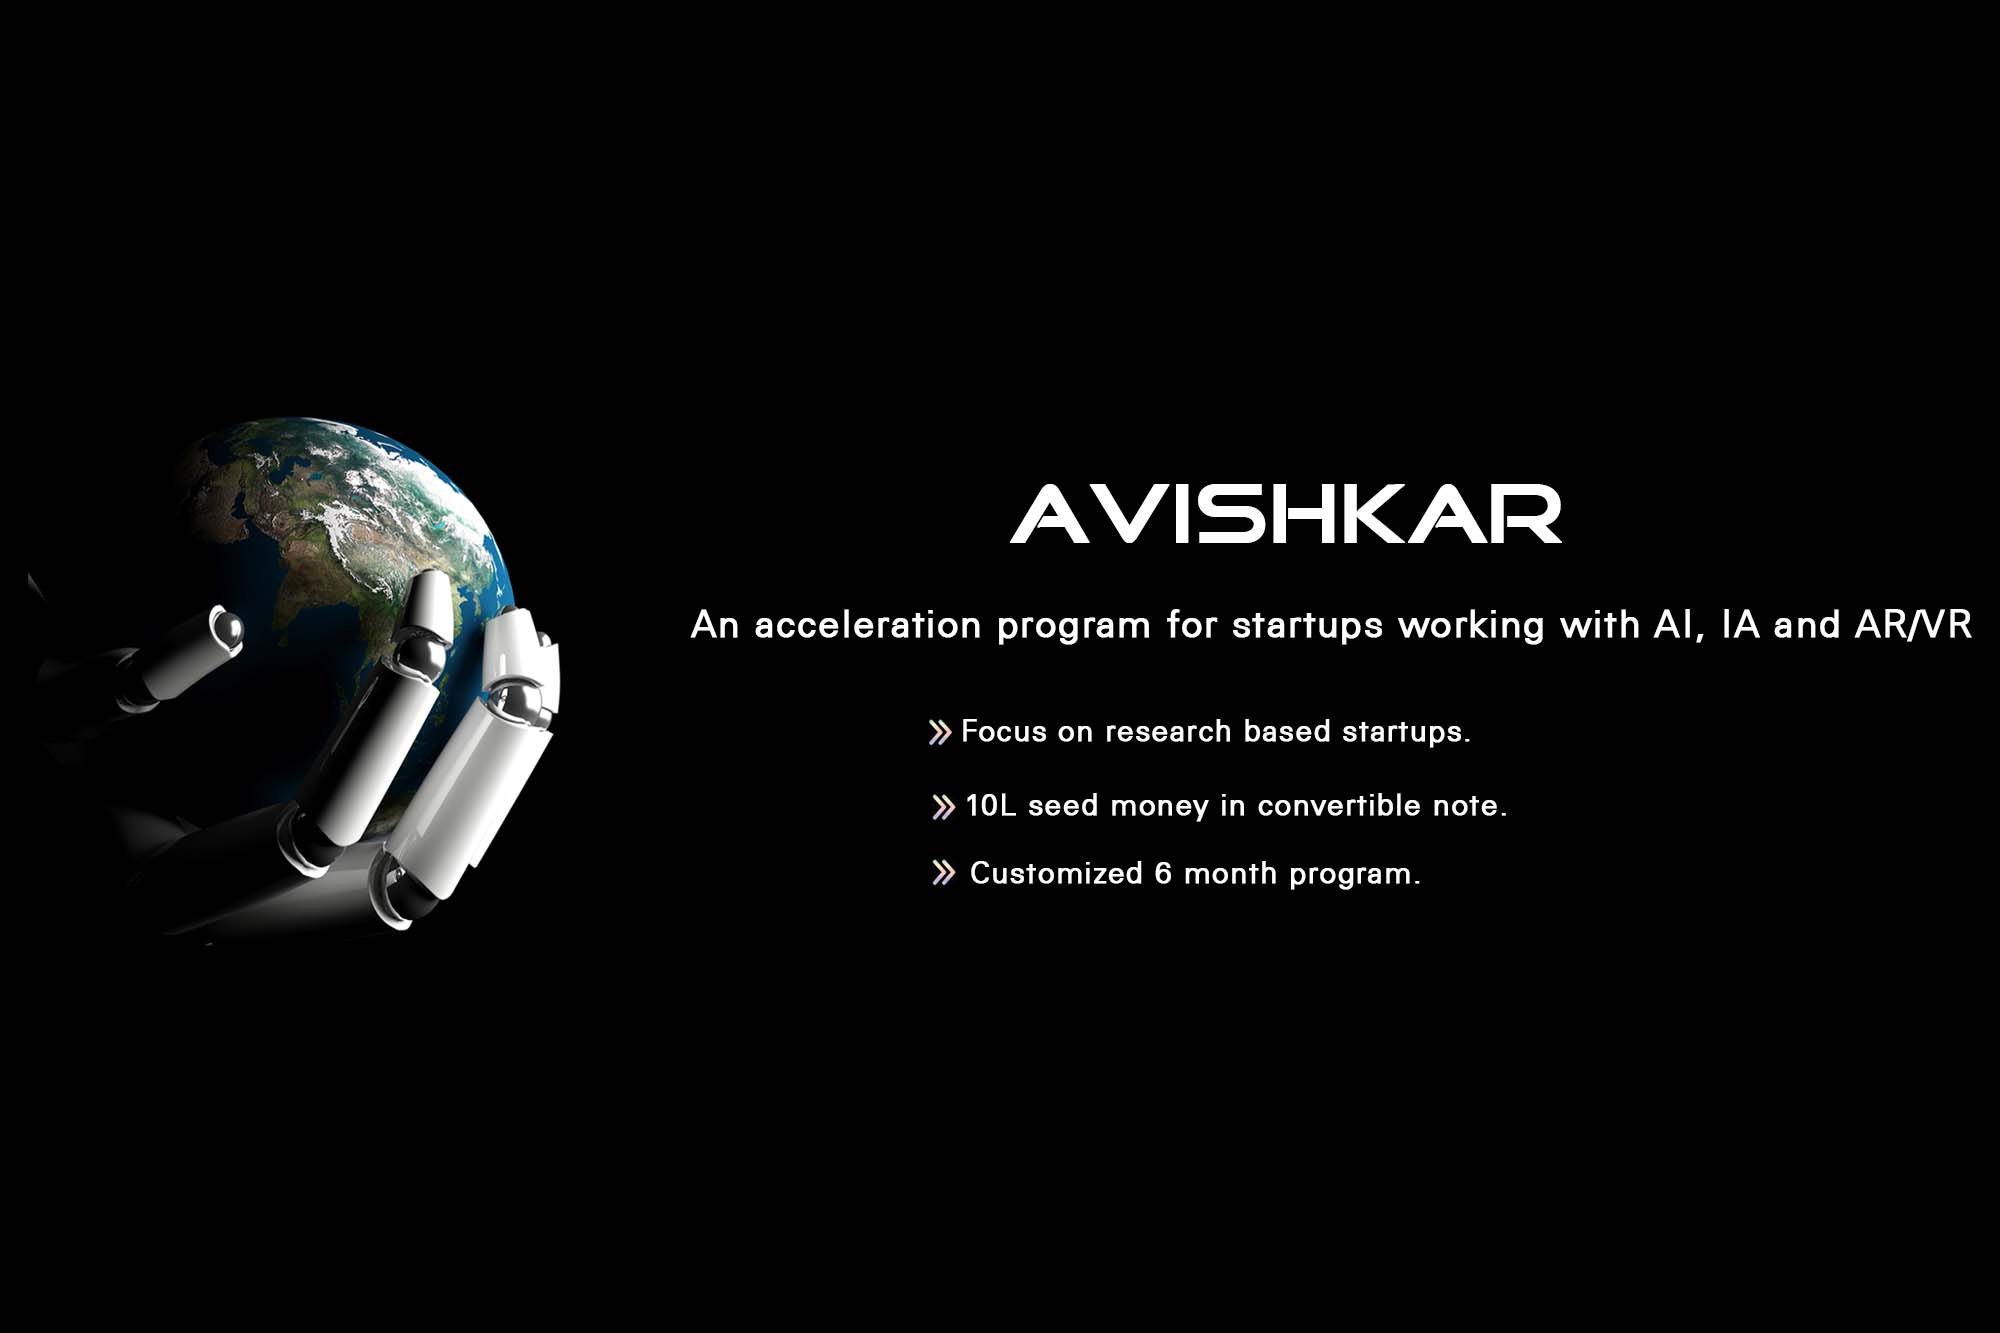 AVISHKAR
An acceleration program for startups working with AI, IA and AR/VR
Focus on research based startups.
10L seed money in convertible note.
Customized 6 month program.